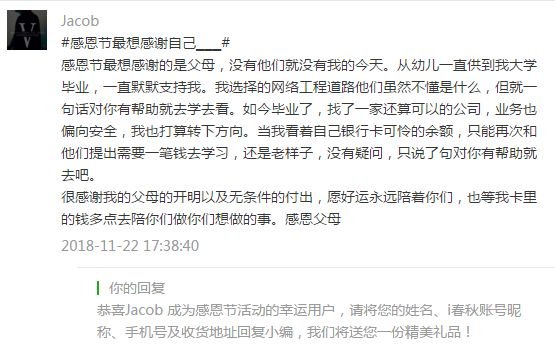 Jacob
#感恩节最想感谢自己___#
感恩节最想感谢的是父母，没有他们就没有我的今天。从幼儿一直供到我大学
毕业，一直默默支持我。我选择的网络工程道路他们虽然不懂是什么，但就一
句话对你有帮助就去学去看。如今毕业了，找了一家还算可以的公司，业务也
偏向安全，我也打算转下方向。当我看着自己银行卡可怜的余额，只能再次和
他们提出需要一笔钱去学习，还是老样子，没有疑问，只说了句对你有帮助就
去吧。
很感谢我的父母的开明以及无条件的付出，愿好运永远陪着你们，也等我卡里
的钱多点去陪你们做你们想做的事。感恩父母
2018-11-22 17:38:40
你的回复
恭喜Jacob 成为感恩节活动的幸运用户，请将您的姓名、i春秋账号昵
称、手机号及收货地址回复小编，我们将送您一份精美礼品！